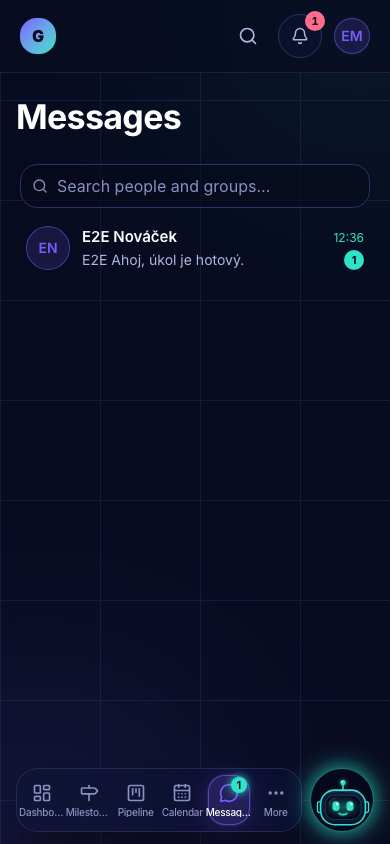 G
1
EM
Messages
Search people and groups...
E2E Nováček
12:36
EN
E2E Ahoj, úkol je hotový.
1
1
Dashbo...
Milesto...
Pipeline
Calendar
Messag...
More